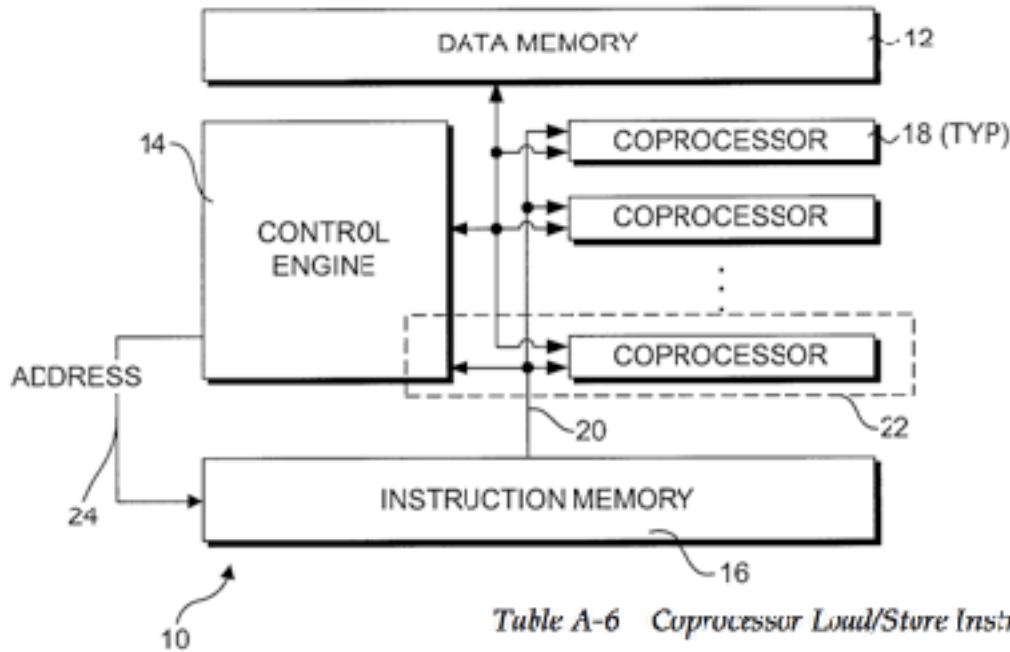 DATA MEMORY
12
14
COPROCESSOR
18 (TYP)
CONTROL
ENGINE
COPROCESSOR
COPROCESSOR
ADDRESS
20
22
24
INSTRUCTION MEMORY
16
10
Table A-6 Coprocessor Load/Store